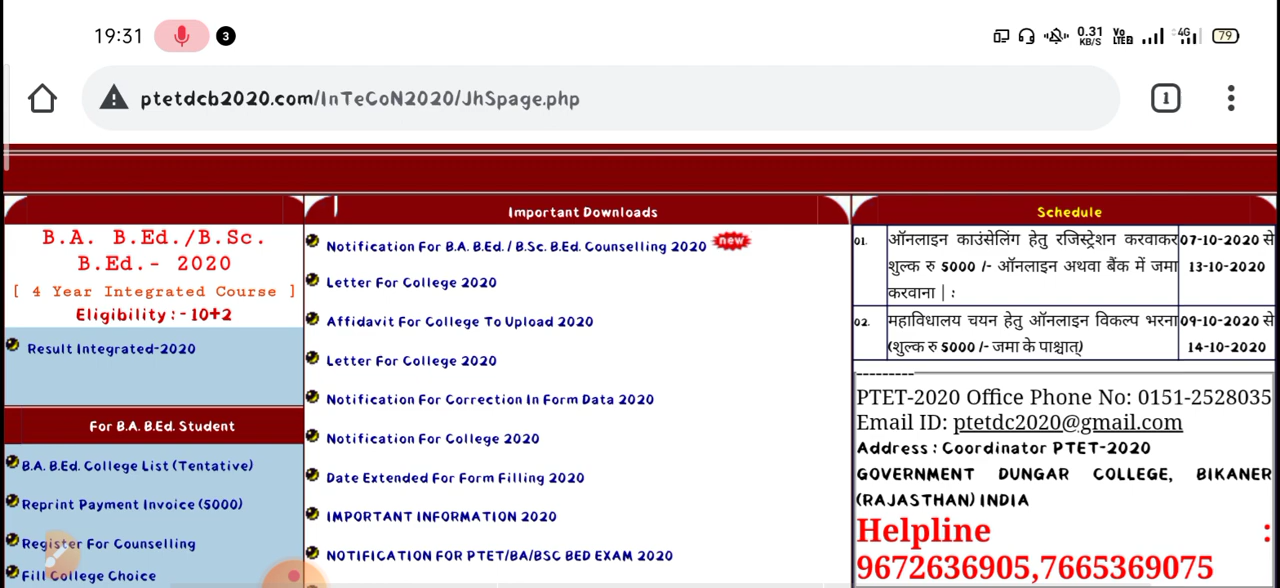 19:31
3
0.31 KB/S
Vo LTE2
4G
79
ptetdcb2020.com/InTeCoN2020/JhSpage.php
1
B.A. B.Ed./B.Sc.
B.Ed.- 2020
[ 4 Year Integrated Course ]
Eligibility:- 10+2
Result Integrated-2020
For B.A. B.Ed. Student
B.A. B.Ed. College List (Tentative)
Reprint Payment Invoice (5000)
Register For Counselling
Fill College Choice
Important Downloads
Notification For B.A. B.Ed. / B.Sc. B.Ed. Counselling 2020 new
Letter For College 2020
Affidavit For College To Upload 2020
Letter For College 2020
Notification For Correction In Form Data 2020
Notification For College 2020
Date Extended For Form Filling 2020
IMPORTANT INFORMATION 2020
NOTIFICATION FOR PTET/BA/BSC BED EXAM 2020
Schedule
01. ऑनलाइन काउंसेलिंग हेतु रजिस्ट्रेशन करवाकर 07-10-2020 से
शुल्क रु 5000 /- ऑनलाइन अथवा बैंक में जमा 13-10-2020
करवाना | :
02. महाविधालय चयन हेतु ऑनलाइन विकल्प भरना 09-10-2020 से
(शुल्क रु 5000 /- जमा के पाश्चात्) 14-10-2020
---------
PTET-2020 Office Phone No: 0151-2528035
Email ID: ptetdc2020@gmail.com
Address : Coordinator PTET-2020
GOVERNMENT DUNGAR COLLEGE, BIKANER
(RAJASTHAN) INDIA
Helpline :
9672636905,7665369075